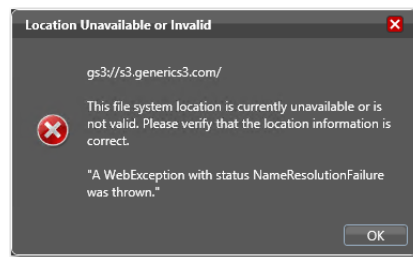 Location Unavailable or Invalid
gs3://s3.generics3.com/
This file system location is currently unavailable or is
not valid. Please verify that the location information is
correct.
"A WebException with status NameResolutionFailure
was thrown."
OK